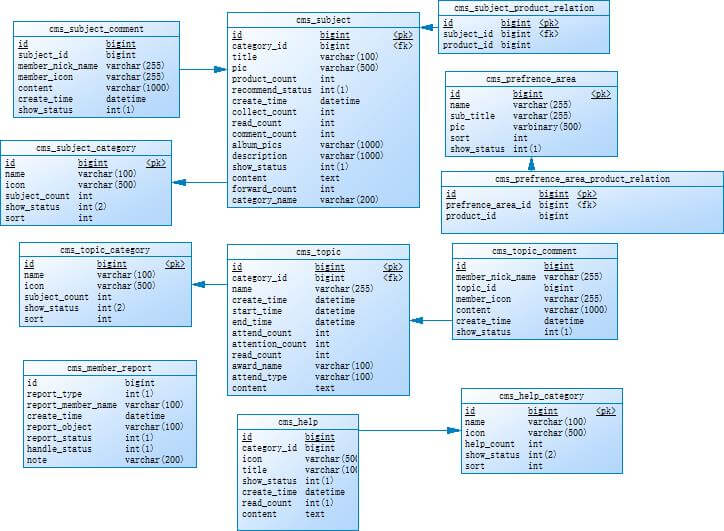 cms_subject_comment
id bigint
subject_id bigint
member_nick_name varchar(255)
member_icon varchar(255)
content varchar(1000)
create_time datetime
show_status int(1)
cms_subject
id bigint <pk>
category_id bigint <fk>
title varchar(100)
pic varchar(500)
product_count int
recommend_status int(1)
create_time datetime
collect_count int
read_count int
comment_count int
album_pics varchar(1000)
description varchar(1000)
show_status int(1)
content text
forward_count int
category_name varchar(200)
cms_subject_product_relation
id bigint <pk>
subject_id bigint <fk>
product_id bigint
cms_prefrence_area
id bigint <pk>
name varchar(255)
sub_title varchar(255)
pic varbinary(500)
sort int
show_status int(1)
cms_subject_category
id bigint <pk>
name varchar(100)
icon varchar(500)
subject_count int
show_status int(2)
sort int
cms_prefrence_area_product_relation
id bigint <pk>
prefrence_area_id bigint <fk>
product_id bigint
cms_topic_category
id bigint <pk>
name varchar(100)
icon varchar(500)
subject_count int
show_status int(2)
sort int
cms_topic
id bigint <pk>
category_id bigint <fk>
name varchar(255)
create_time datetime
start_time datetime
end_time datetime
attend_count int
attention_count int
read_count int
award_name varchar(100)
attend_type varchar(100)
content text
cms_topic_comment
id bigint
member_nick_name varchar(255)
topic_id bigint
member_icon varchar(255)
content varchar(1000)
create_time datetime
show_status int(1)
cms_member_report
id bigint
report_type int(1)
report_member_name varchar(100)
create_time datetime
report_object varchar(100)
report_status int(1)
handle_status int(1)
note varchar(200)
cms_help
id bigint
category_id bigint
icon varchar(500
title varchar(100
show_status int(1)
create_time datetime
read_count int(1)
content text
cms_help_category
id bigint <pk>
name varchar(100)
icon varchar(500)
help_count int
show_status int(2)
sort int